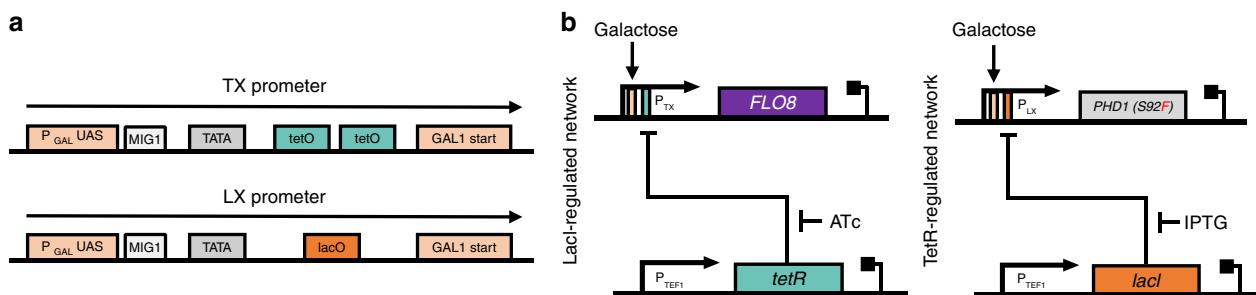 a
TX prometer
P GAL UAS
MIG1
TATA
tetO
tetO
GAL1 start
LX prometer
P GAL UAS
MIG1
TATA
lacO
GAL1 start
b
LacI-regulated network
Galactose
P TX
FLO8
ATc
P TEF1
tetR
TetR-regulated network
Galactose
P LX
PHD1 (S92F)
IPTG
P TEF1
lacI